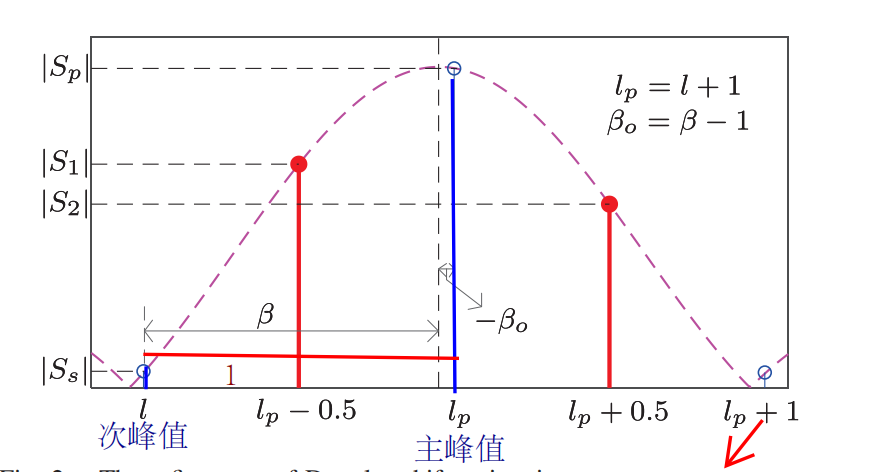 |S_p|
l_p = l + 1
β_o = β − 1
|S_1|
|S_2|
β
−β_o
|S_s|
1
l
l_p − 0.5
l_p
l_p + 0.5
l_p + 1
次峰值
主峰值